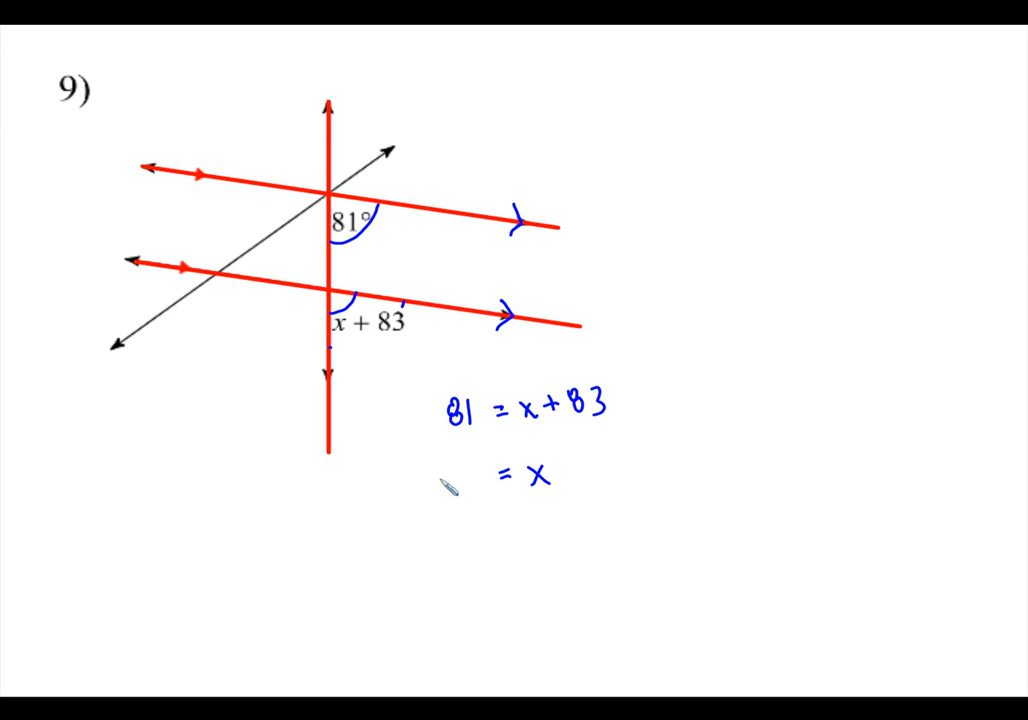 9)
81°
x + 83
81 = x + 83
= x